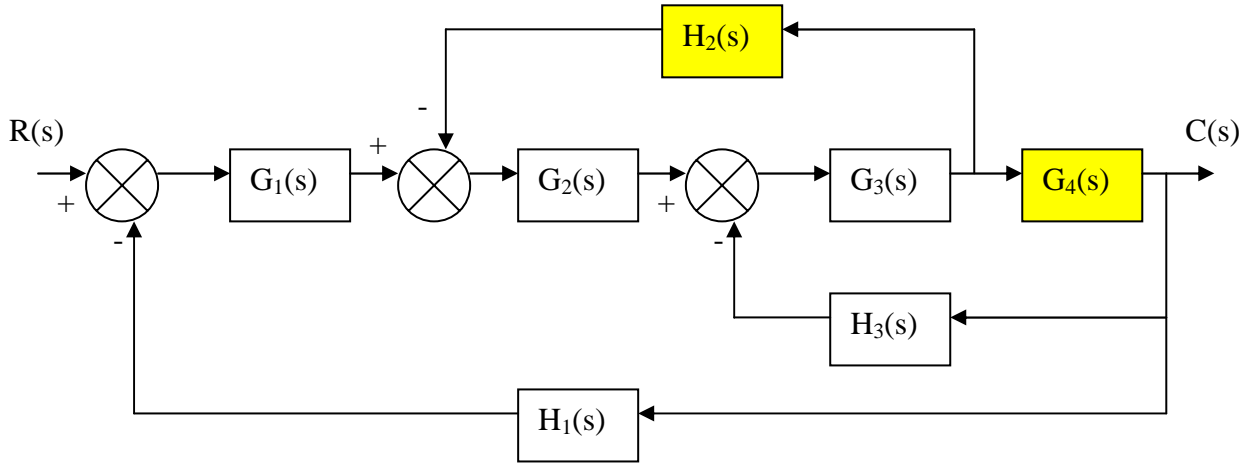 H₂(s)
-
R(s)
+
C(s)
G₁(s)
G₂(s)
G₃(s)
G₄(s)
+
+
-
-
H₃(s)
H₁(s)